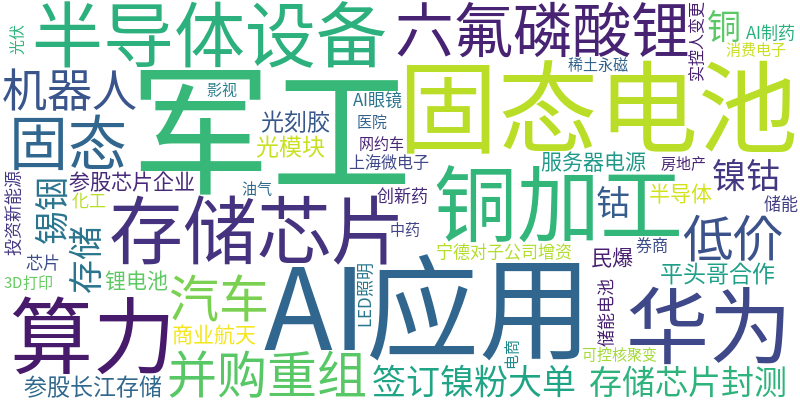 光伏
半导体设备
六氟磷酸锂
实控人变更
铜
AI制药
消费电子
机器人
军工
影视
AI眼镜
固态电池
稀土永磁
固态
光刻胶
医院
光模块
网约车
上海微电子
服务器电源
房地产
镍钴
投资新能源
参股芯片企业
锡铟
油气
创新药
铜加工
钴
半导体
储能
化工
存储
存储芯片
中药
宁德对子公司增资
民爆
券商
低价
芯片
3D打印
锂电池
汽车
LED照明
AI应用
储能电池
平头哥合作
华为
算力
商业航天
电商
可控核聚变
参股长江存储
并购重组
签订镍粉大单
存储芯片封测